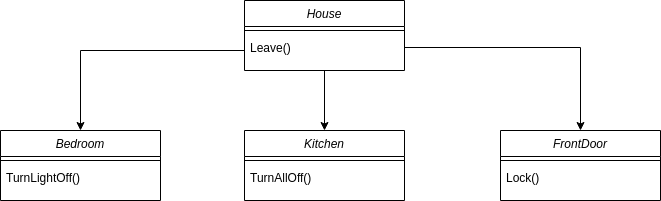 House
Leave()
Bedroom
TurnLightOff()
Kitchen
TurnAllOff()
FrontDoor
Lock()